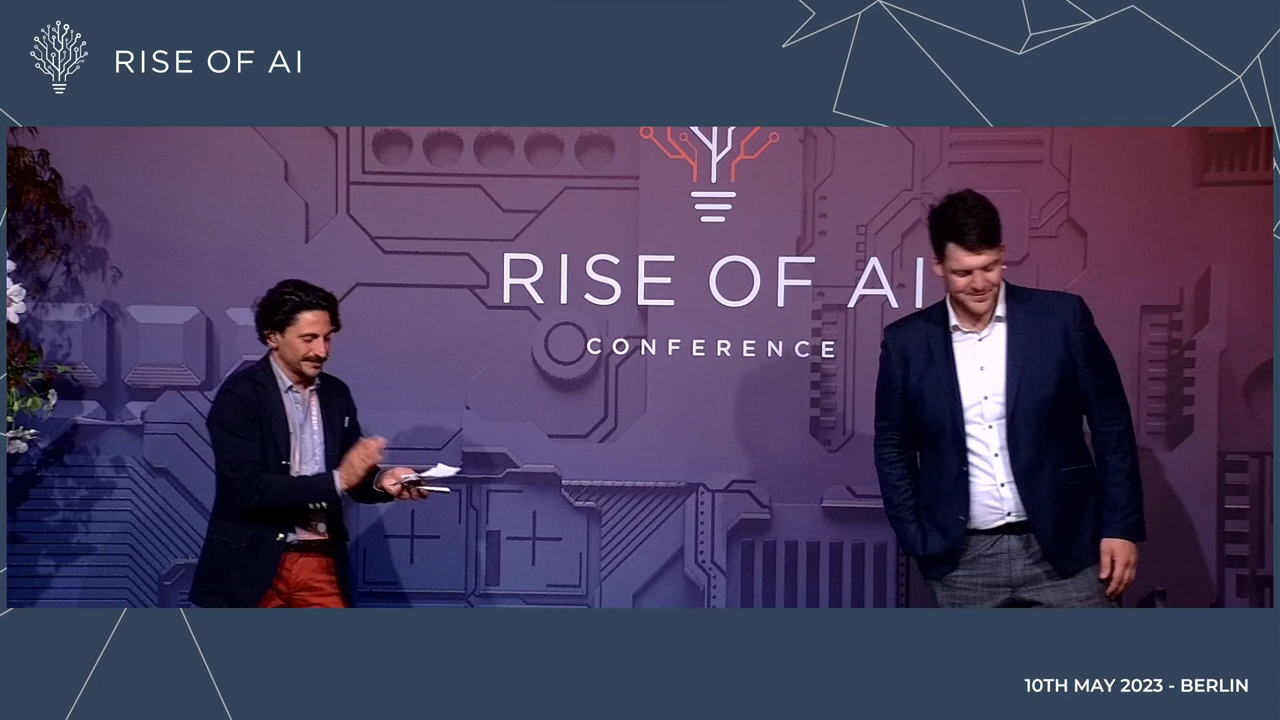 RISE OF AI
RISE OF AI
CONFERENCE
10TH MAY 2023 - BERLIN